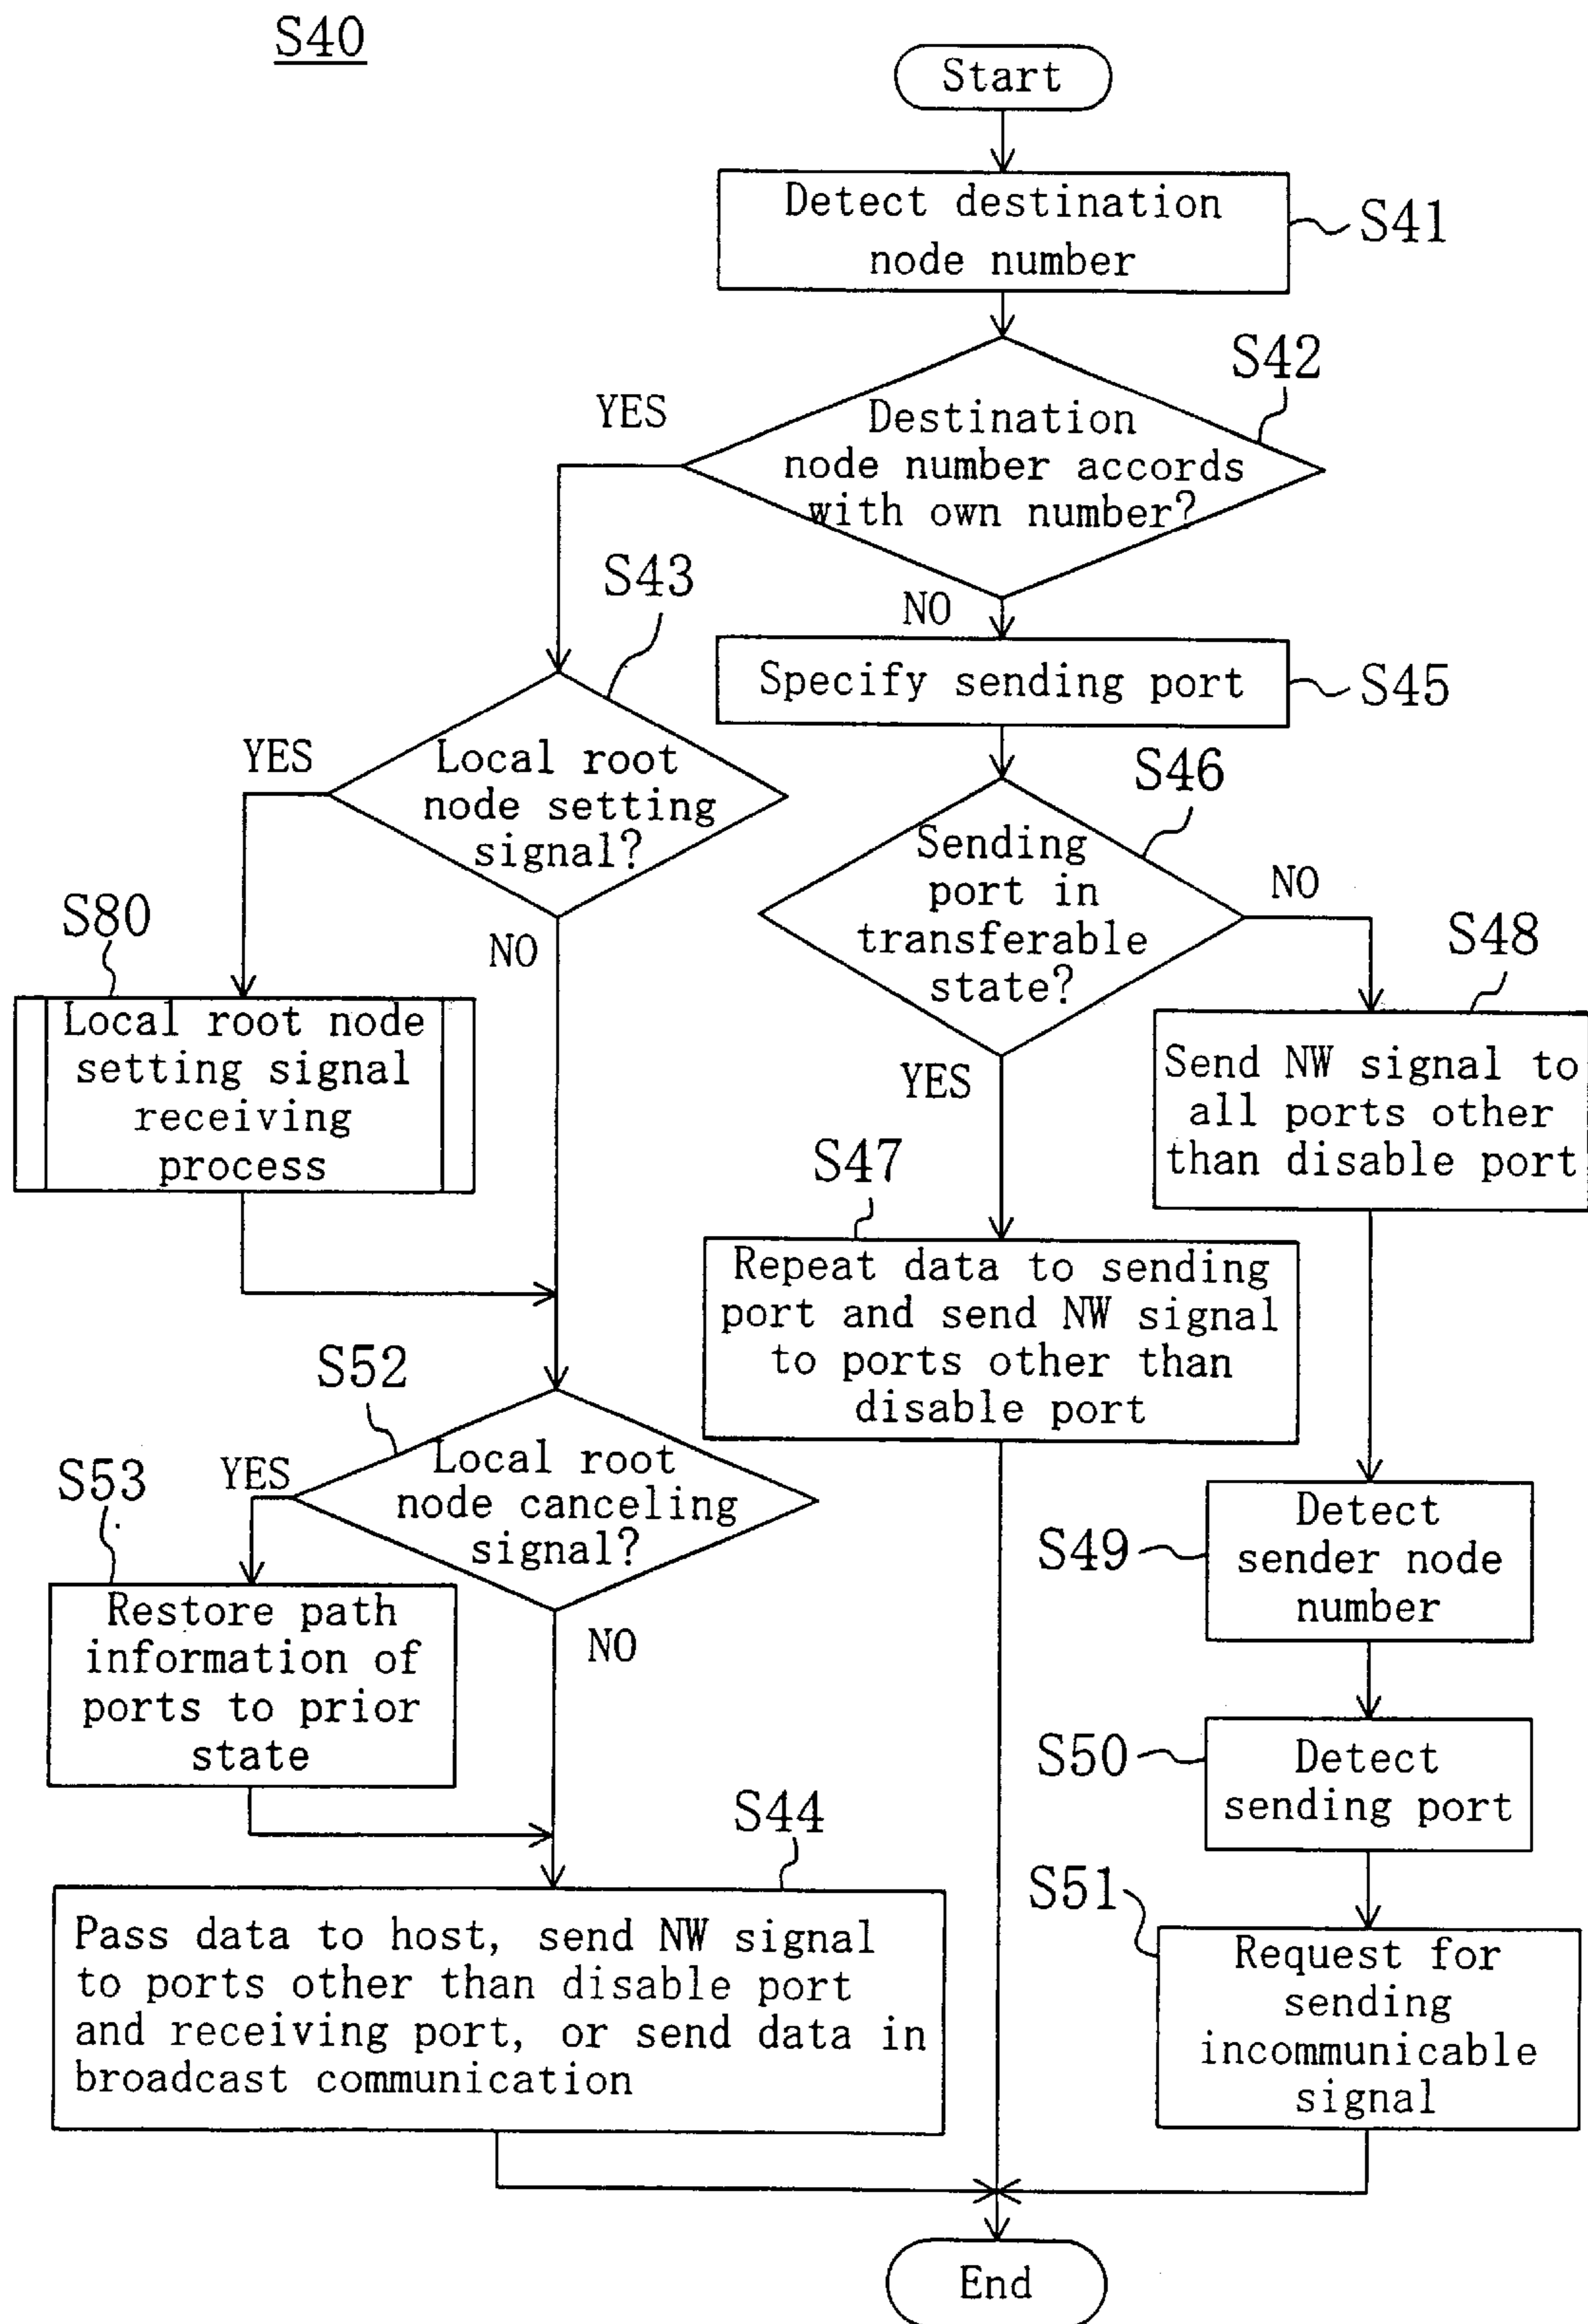 S40
Start
Detect destination
node number
S41
S42
YES
Destination
node number accords
with own number?
NO
S43
Specify sending port
S45
YES
Local root
node setting
signal?
NO
S46
Sending
port in
transferable
state?
NO
YES
S80
Local root node
setting signal
receiving
process
S48
Send NW signal to
all ports other
than disable port
S47
Repeat data to sending
port and send NW signal
to ports other than
disable port
S52
Local root
node canceling
signal?
YES
NO
S53
Restore path
information of
ports to prior
state
S49
Detect
sender node
number
S50
Detect
sending port
S44
Pass data to host, send NW signal
to ports other than disable port
and receiving port, or send data in
broadcast communication
S51
Request for
sending
incommunicable
signal
End